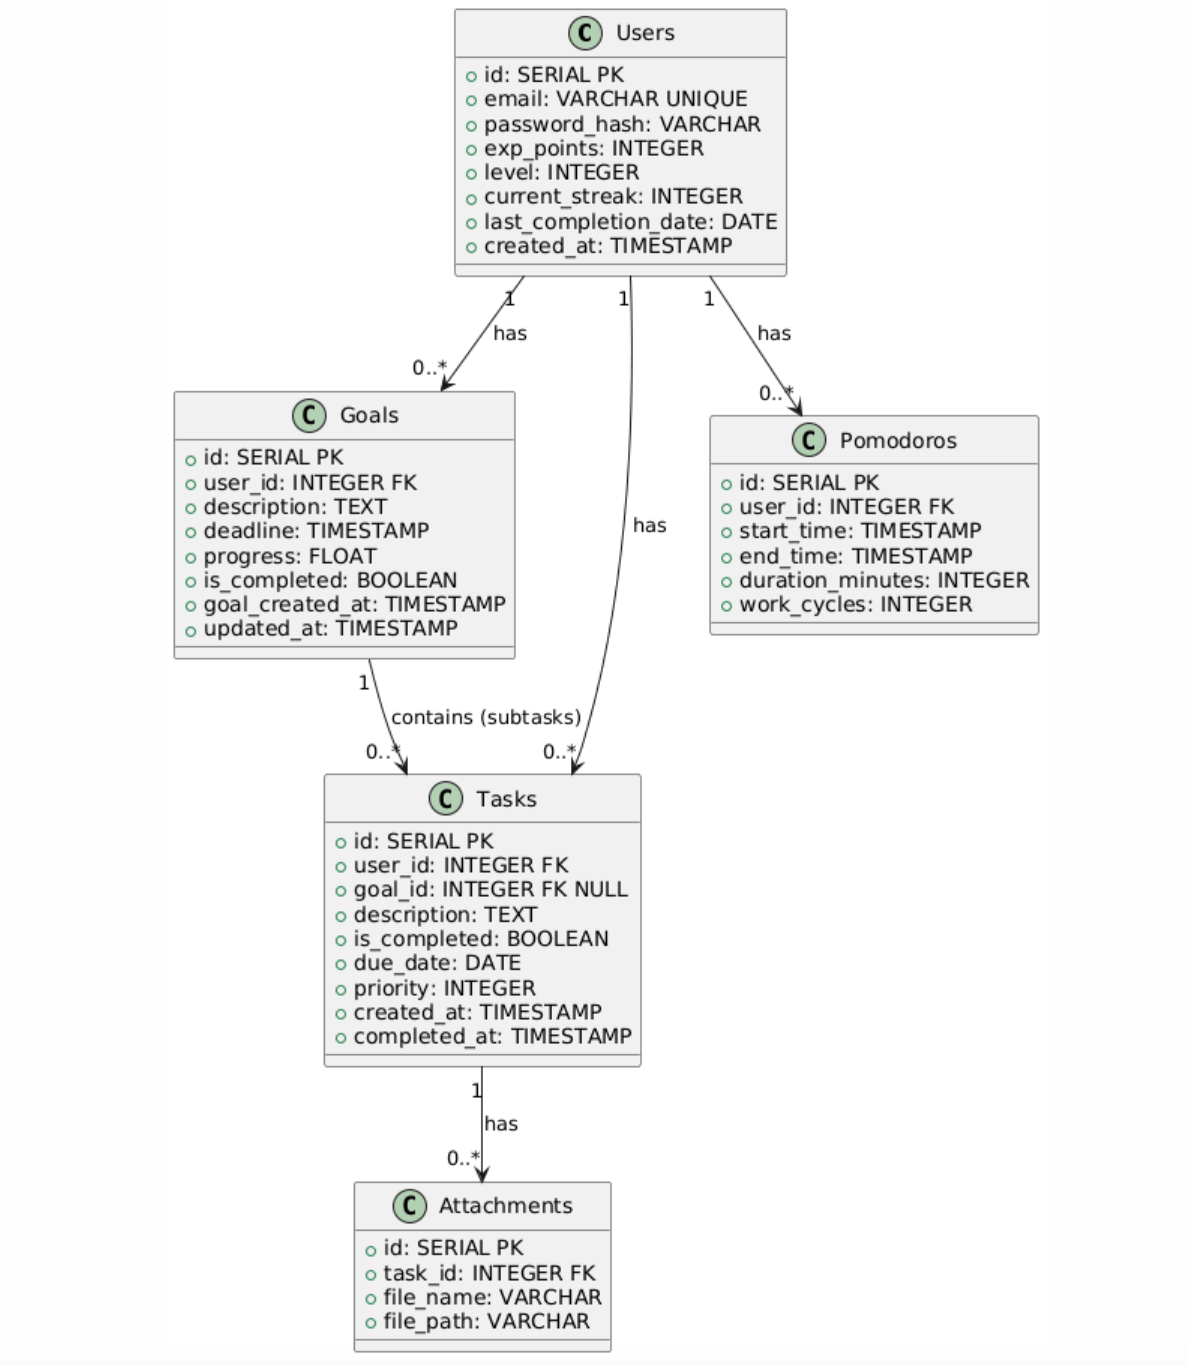 C Users
id: SERIAL PK
email: VARCHAR UNIQUE
password_hash: VARCHAR
exp_points: INTEGER
level: INTEGER
current_streak: INTEGER
last_completion_date: DATE
created_at: TIMESTAMP
1
1
1
has
has
0..*
0..*
C Goals
id: SERIAL PK
user_id: INTEGER FK
description: TEXT
deadline: TIMESTAMP
progress: FLOAT
is_completed: BOOLEAN
goal_created_at: TIMESTAMP
updated_at: TIMESTAMP
C Pomodoros
id: SERIAL PK
user_id: INTEGER FK
start_time: TIMESTAMP
end_time: TIMESTAMP
duration_minutes: INTEGER
work_cycles: INTEGER
has
1
contains (subtasks)
0..*
0..*
C Tasks
id: SERIAL PK
user_id: INTEGER FK
goal_id: INTEGER FK NULL
description: TEXT
is_completed: BOOLEAN
due_date: DATE
priority: INTEGER
created_at: TIMESTAMP
completed_at: TIMESTAMP
1
has
0..*
C Attachments
id: SERIAL PK
task_id: INTEGER FK
file_name: VARCHAR
file_path: VARCHAR